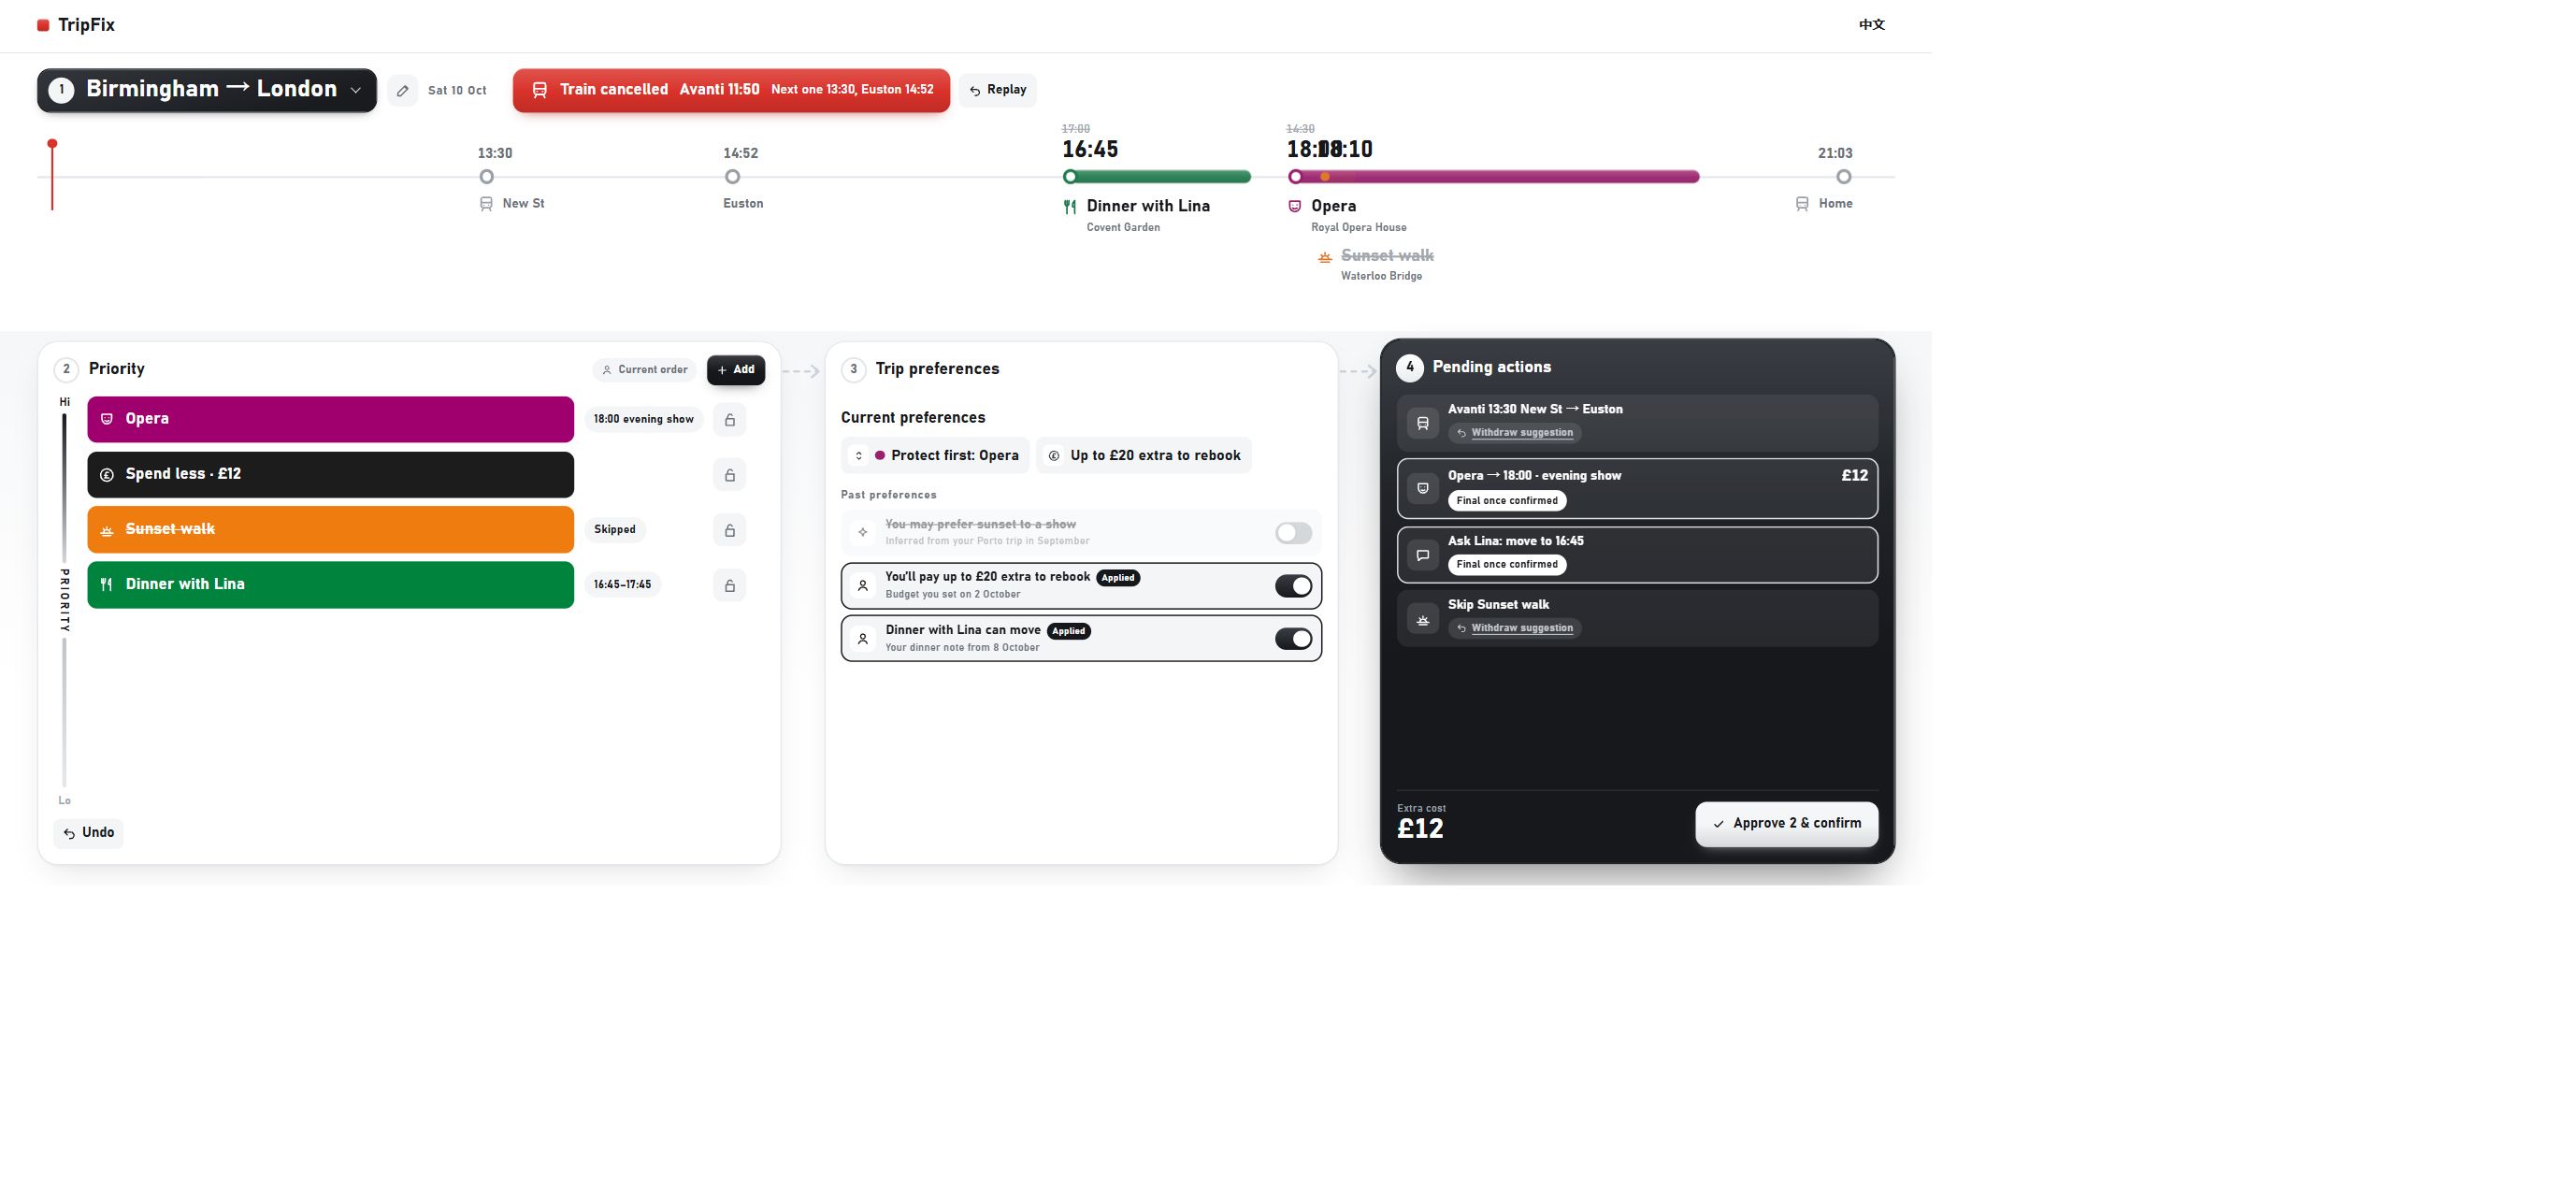 TripFix
中文
1 Birmingham → London
Sat 10 Oct
Train cancelled Avanti 11:50 Next one 13:30, Euston 14:52
Replay
17:00
16:45
14:30
18:00
18:10
13:30
14:52
21:03
New St
Euston
Dinner with Lina
Covent Garden
Opera
Royal Opera House
Home
Sunset walk
Waterloo Bridge
2 Priority
Current order
+ Add
Hi
PRIORITY
Lo
Opera
18:00 evening show
Spend less · £12
Sunset walk
Skipped
Dinner with Lina
16:45–17:45
Undo
3 Trip preferences
Current preferences
Protect first: Opera
Up to £20 extra to rebook
Past preferences
You may prefer sunset to a show
Inferred from your Porto trip in September
You'll pay up to £20 extra to rebook Applied
Budget you set on 2 October
Dinner with Lina can move Applied
Your dinner note from 8 October
4 Pending actions
Avanti 13:30 New St → Euston
Withdraw suggestion
Opera → 18:00 · evening show £12
Final once confirmed
Ask Lina: move to 16:45
Final once confirmed
Skip Sunset walk
Withdraw suggestion
Extra cost
£12
Approve 2 & confirm